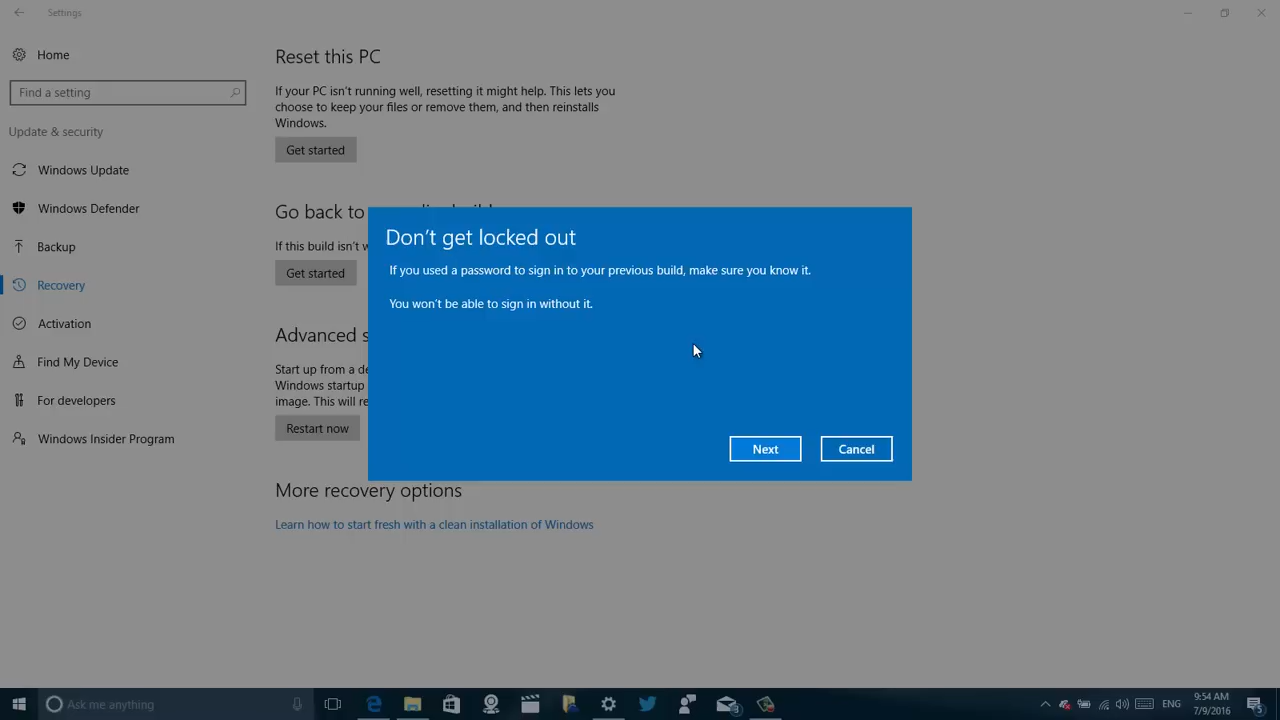 Settings
Home
Find a setting
Update & security
Windows Update
Windows Defender
Backup
Recovery
Activation
Find My Device
For developers
Windows Insider Program
Reset this PC
If your PC isn't running well, resetting it might help. This lets you
choose to keep your files or remove them, and then reinstalls
Windows.
Get started
Go back to
If this build isn't w
Get started
Advanced s
Start up from a de
Windows startup
image. This will re
Restart now
More recovery options
Learn how to start fresh with a clean installation of Windows
Don't get locked out
If you used a password to sign in to your previous build, make sure you know it.
You won't be able to sign in without it.
Next
Cancel
Ask me anything
ENG
9:54 AM
7/9/2016